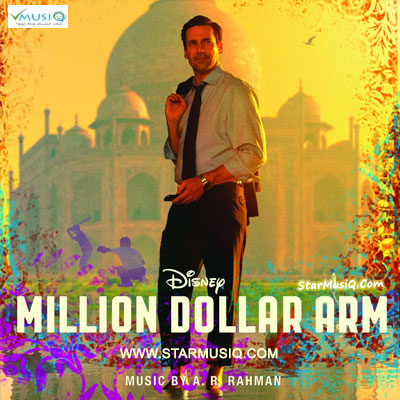 VMUSIQ
StarMusiQ.Com
Disney
MILLION DOLLAR ARM
WWW.STARMUSIQ.COM
MUSIC BY A. R. RAHMAN